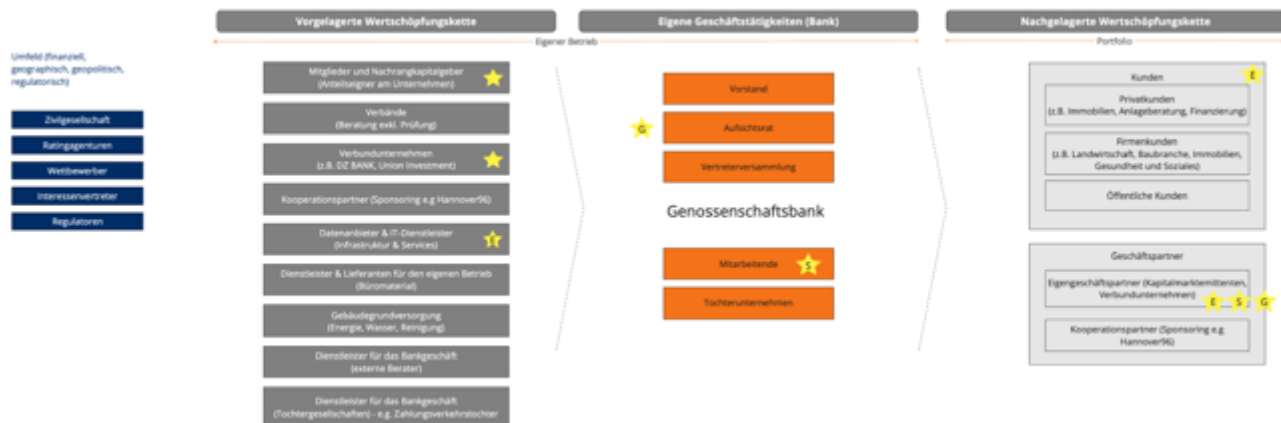 Vorgelagerte Wertschöpfungskette
Eigene Geschäftstätigkeiten (Bank)
Nachgelagerte Wertschöpfungskette
Eigener Betrieb
Portfolio
Umfeld (finanziell,
geographisch, geopolitisch,
regulatorisch)
Zivilgesellschaft
Ratingagenturen
Wettbewerber
Interessenvertreter
Regulatoren
Mitglieder und Nachrangkapitalgeber
(Anteilseigner am Unternehmen)
Verbände
(Beratung exkl. Prüfung)
Verbundunternehmen
(z.B. DZ BANK, Union Investment)
Kooperationspartner (Sponsoring e.g Hannover96)
Datenanbieter & IT-Dienstleister
(Infrastruktur & Services)
Dienstleister & Lieferanten für den eigenen Betrieb
(Büromaterial)
Gebäudegrundversorgung
(Energie, Wasser, Reinigung)
Dienstleister für das Bankgeschäft
(externe Berater)
Dienstleister für das Bankgeschäft
(Tochtergesellschaften) - e.g. Zahlungsverkehrstochter
Vorstand
G
Aufsichtsrat
Vertreterversammlung
Genossenschaftsbank
Mitarbeitende
S
Tochterunternehmen
Kunden
E
Privatkunden
(z.B. Immobilien, Anlageberatung, Finanzierung)
Firmenkunden
(z.B. Landwirtschaft, Baubranche, Immobilien,
Gesundheit und Soziales)
Öffentliche Kunden
Geschäftspartner
Eigengeschäftspartner (Kapitalmarktemittenten,
Verbundunternehmen)
E S G
Kooperationspartner (Sponsoring e.g
Hannover96)